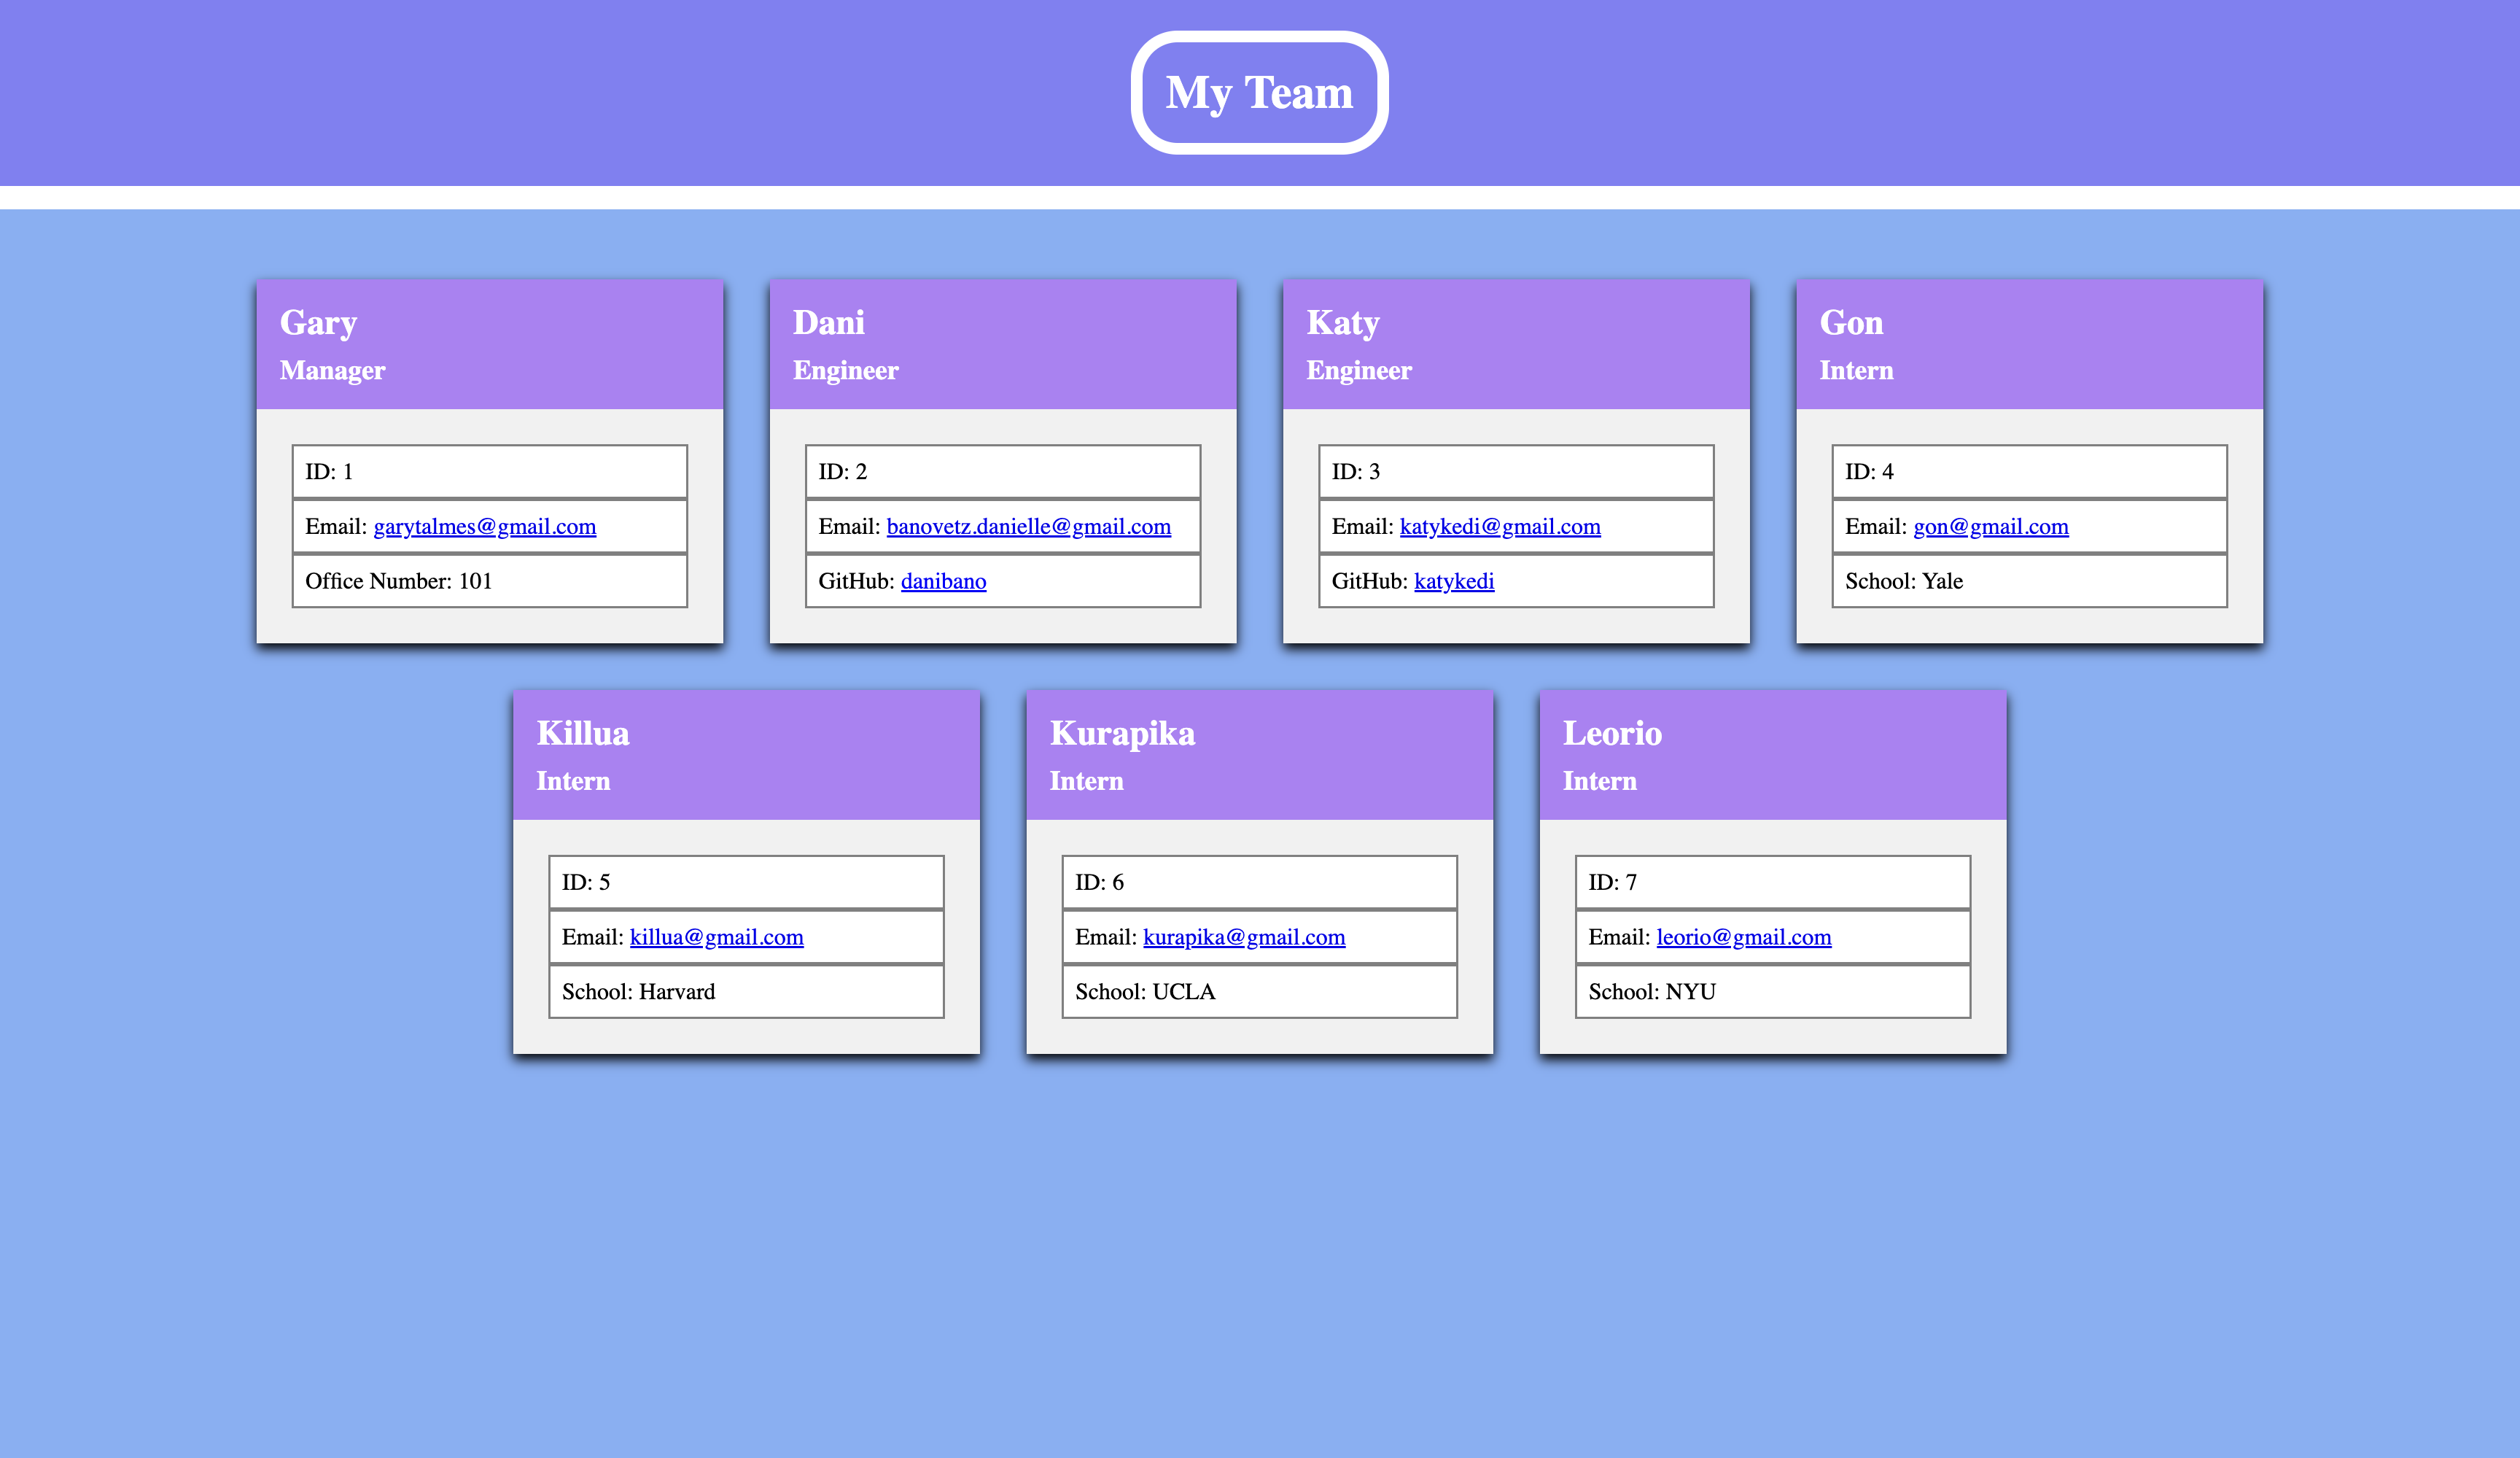 My Team
Gary
Manager
ID: 1
Email: garytalmes@gmail.com
Office Number: 101
Dani
Engineer
ID: 2
Email: banovetz.danielle@gmail.com
GitHub: danibano
Katy
Engineer
ID: 3
Email: katykedi@gmail.com
GitHub: katykedi
Gon
Intern
ID: 4
Email: gon@gmail.com
School: Yale
Killua
Intern
ID: 5
Email: killua@gmail.com
School: Harvard
Kurapika
Intern
ID: 6
Email: kurapika@gmail.com
School: UCLA
Leorio
Intern
ID: 7
Email: leorio@gmail.com
School: NYU